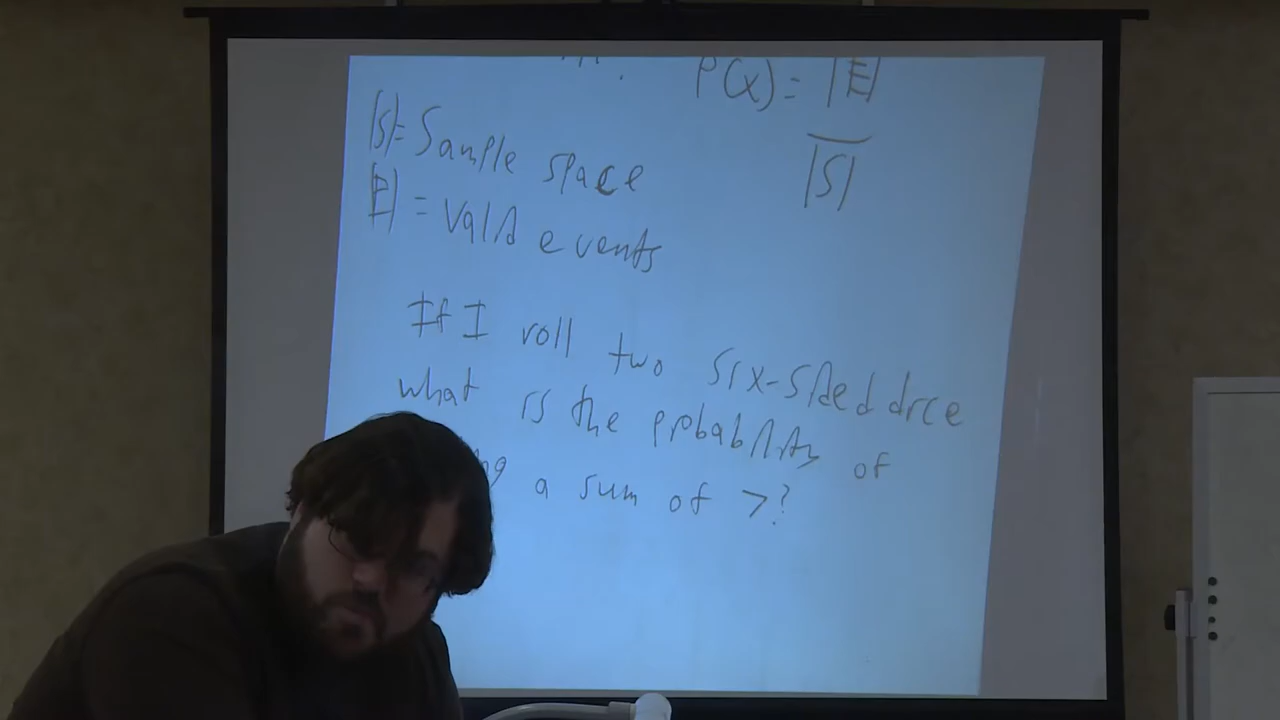 P(x) = |E|
|S|
|S| = Sample space
|E| = Valid events
If I roll two six-sided dice
what is the probability of
a sum of 7?